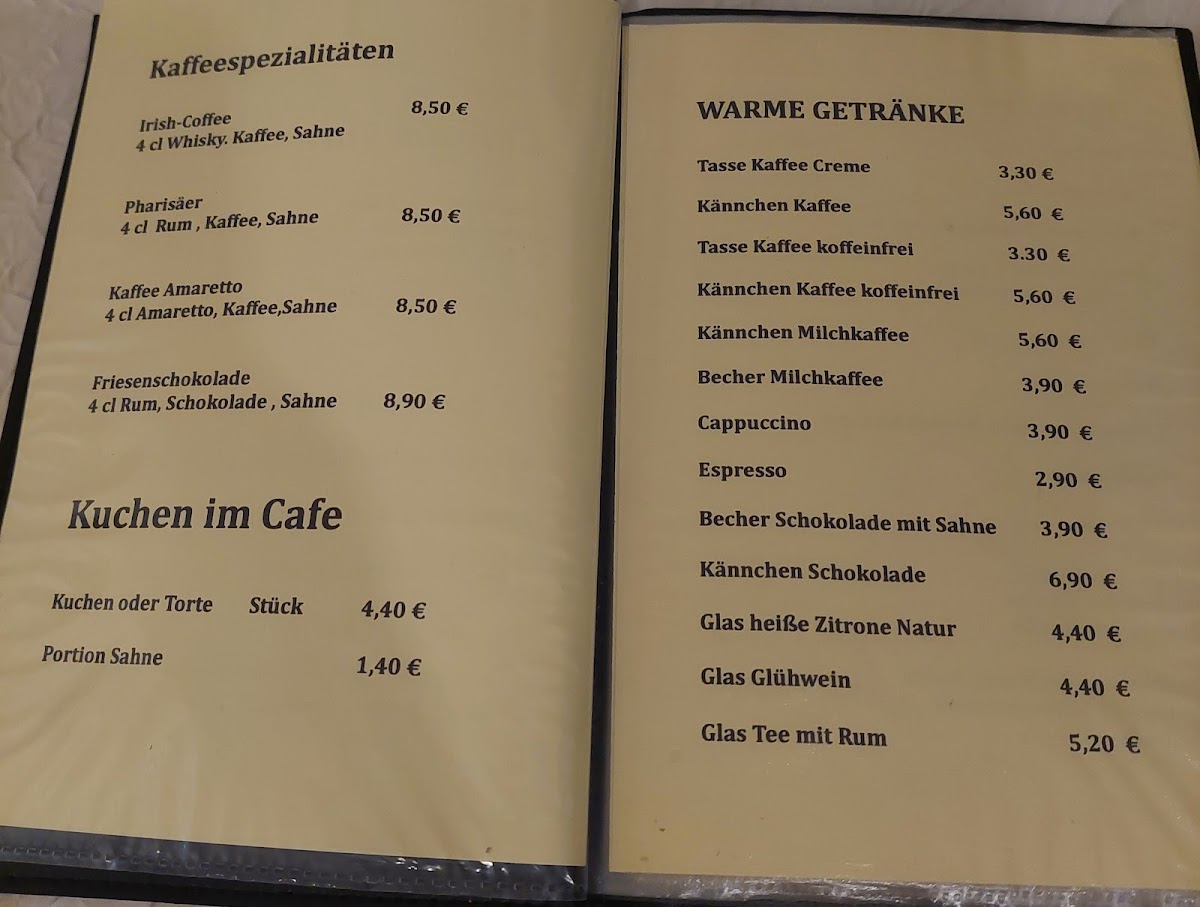 Kaffeespezialitäten
Irish-Coffee 8,50 €
4 cl Whisky. Kaffee, Sahne
Pharisäer
4 cl Rum , Kaffee, Sahne 8,50 €
Kaffee Amaretto
4 cl Amaretto, Kaffee,Sahne 8,50 €
Friesenschokolade
4 cl Rum, Schokolade , Sahne 8,90 €
Kuchen im Cafe
Kuchen oder Torte Stück 4,40 €
Portion Sahne 1,40 €
WARME GETRÄNKE
Tasse Kaffee Creme 3,30 €
Kännchen Kaffee 5,60 €
Tasse Kaffee koffeinfrei 3.30 €
Kännchen Kaffee koffeinfrei 5,60 €
Kännchen Milchkaffee 5,60 €
Becher Milchkaffee 3,90 €
Cappuccino 3,90 €
Espresso 2,90 €
Becher Schokolade mit Sahne 3,90 €
Kännchen Schokolade 6,90 €
Glas heiße Zitrone Natur 4,40 €
Glas Glühwein 4,40 €
Glas Tee mit Rum 5,20 €